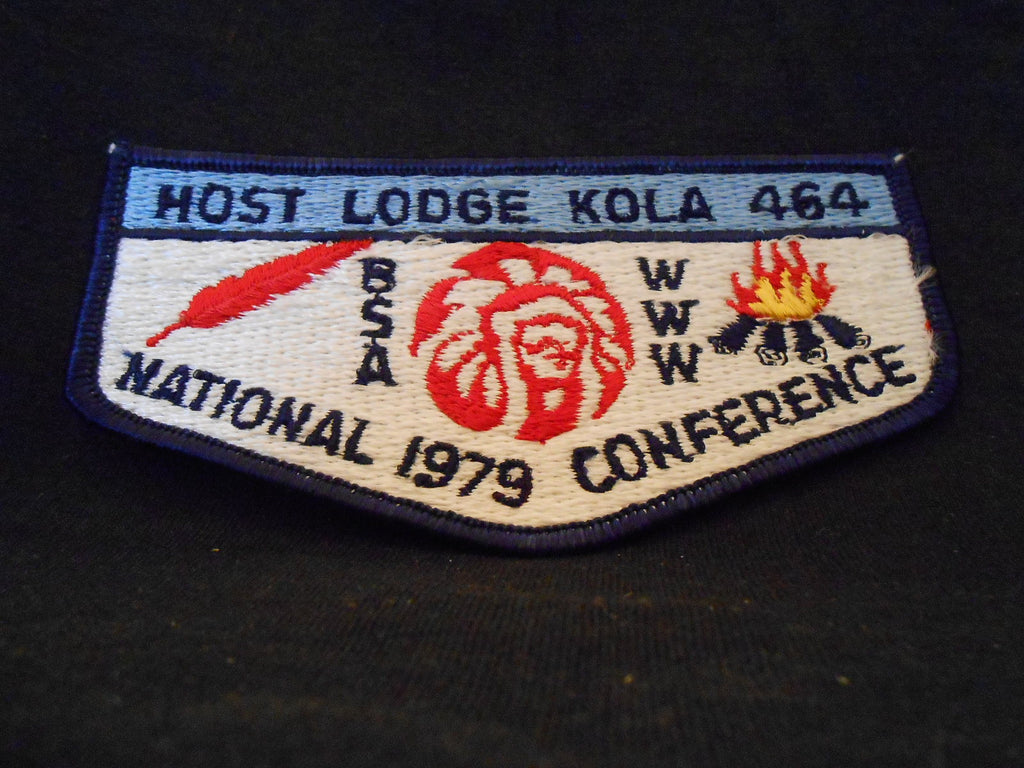 HOST LODGE KOLA 464
BSA
WWW
NATIONAL 1979 CONFERENCE